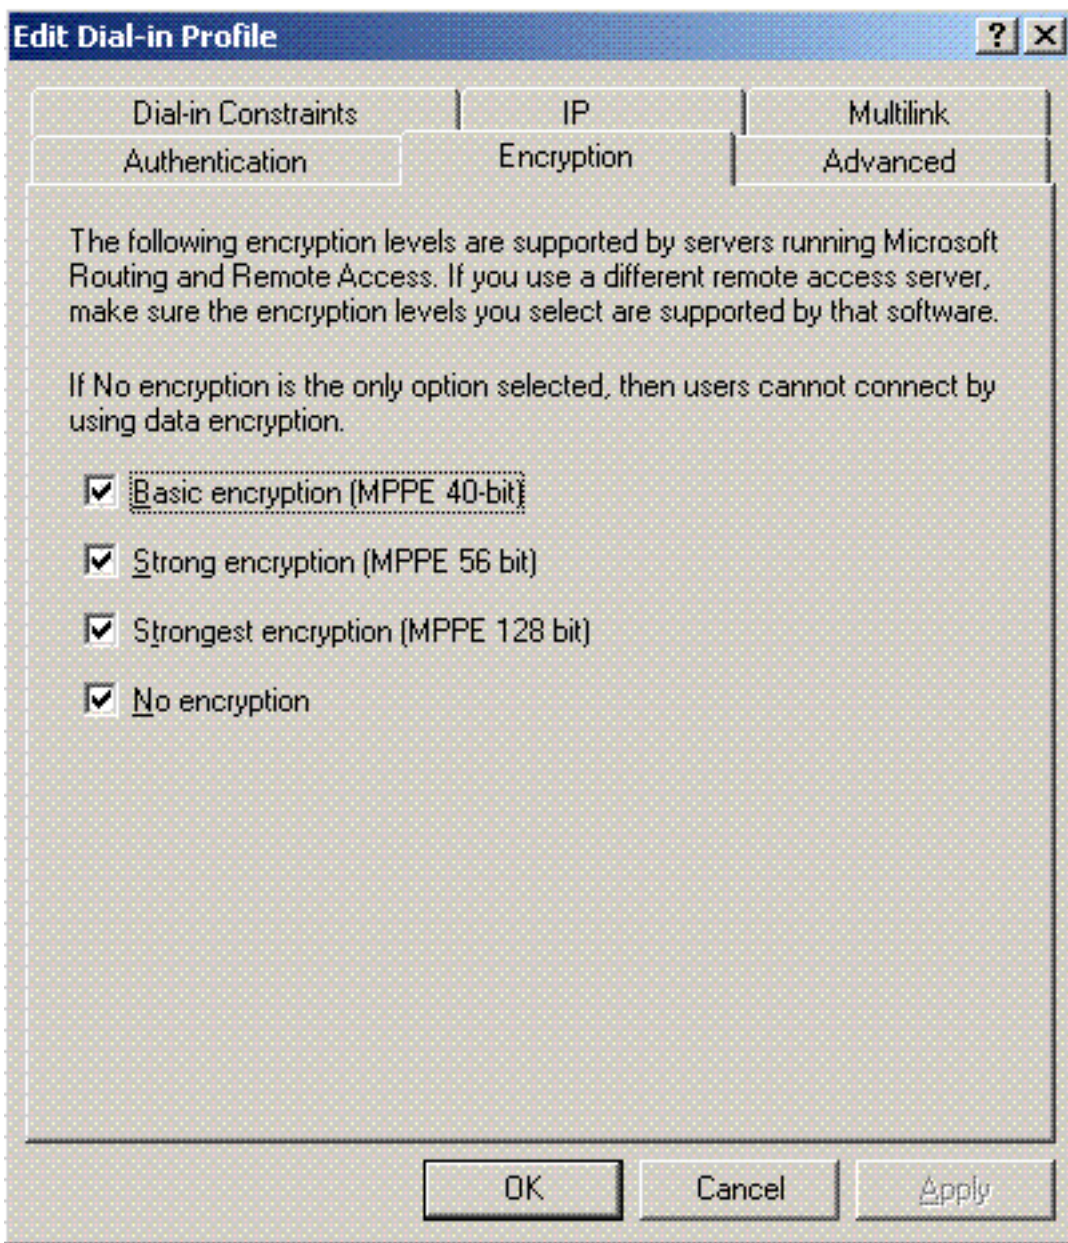 Edit Dial-in Profile
Dial-in Constraints IP Multilink
Authentication Encryption Advanced
The following encryption levels are supported by servers running Microsoft
Routing and Remote Access. If you use a different remote access server,
make sure the encryption levels you select are supported by that software.
If No encryption is the only option selected, then users cannot connect by
using data encryption.
Basic encryption (MPPE 40-bit)
Strong encryption (MPPE 56 bit)
Strongest encryption (MPPE 128 bit)
No encryption
OK Cancel Apply